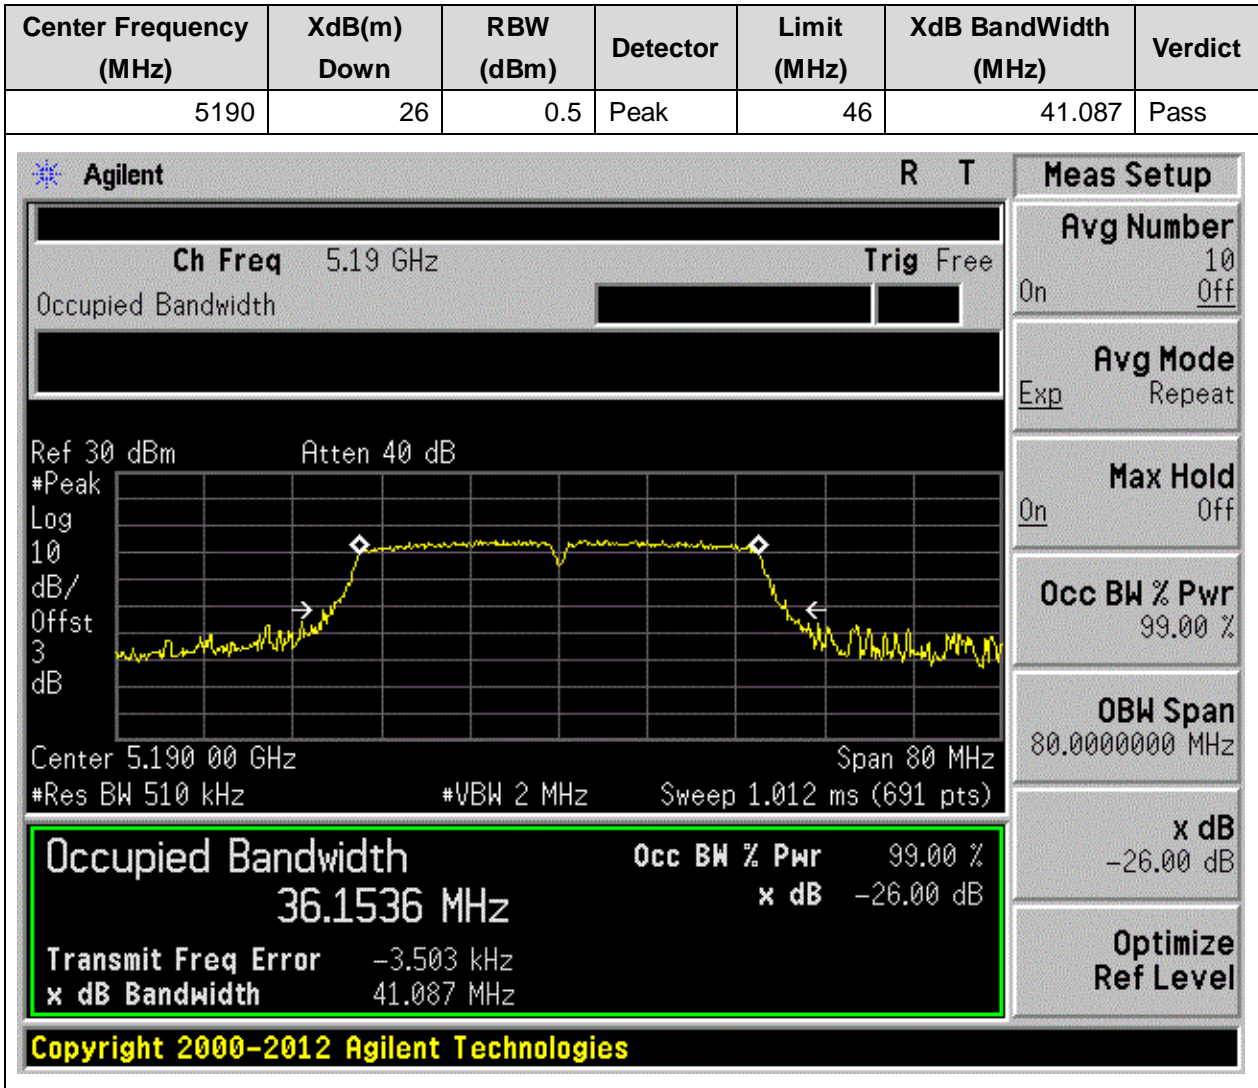 Center Frequency (MHz) XdB(m) Down RBW (dBm) Detector Limit (MHz) XdB BandWidth (MHz) Verdict
5190 26 0.5 Peak 46 41.087 Pass
Agilent R T
Ch Freq 5.19 GHz Trig Free
Occupied Bandwidth
Ref 30 dBm Atten 40 dB
#Peak
Log
10
dB/
Offst
3
dB
Center 5.190 00 GHz Span 80 MHz
#Res BW 510 kHz #VBW 2 MHz Sweep 1.012 ms (691 pts)
Occupied Bandwidth Occ BW % Pwr 99.00 %
36.1536 MHz x dB -26.00 dB
Transmit Freq Error -3.503 kHz
x dB Bandwidth 41.087 MHz
Copyright 2000-2012 Agilent Technologies
Meas Setup
Avg Number
10
On Off
Avg Mode
Exp Repeat
Max Hold
On Off
Occ BW % Pwr
99.00 %
OBW Span
80.0000000 MHz
x dB
-26.00 dB
Optimize
Ref Level